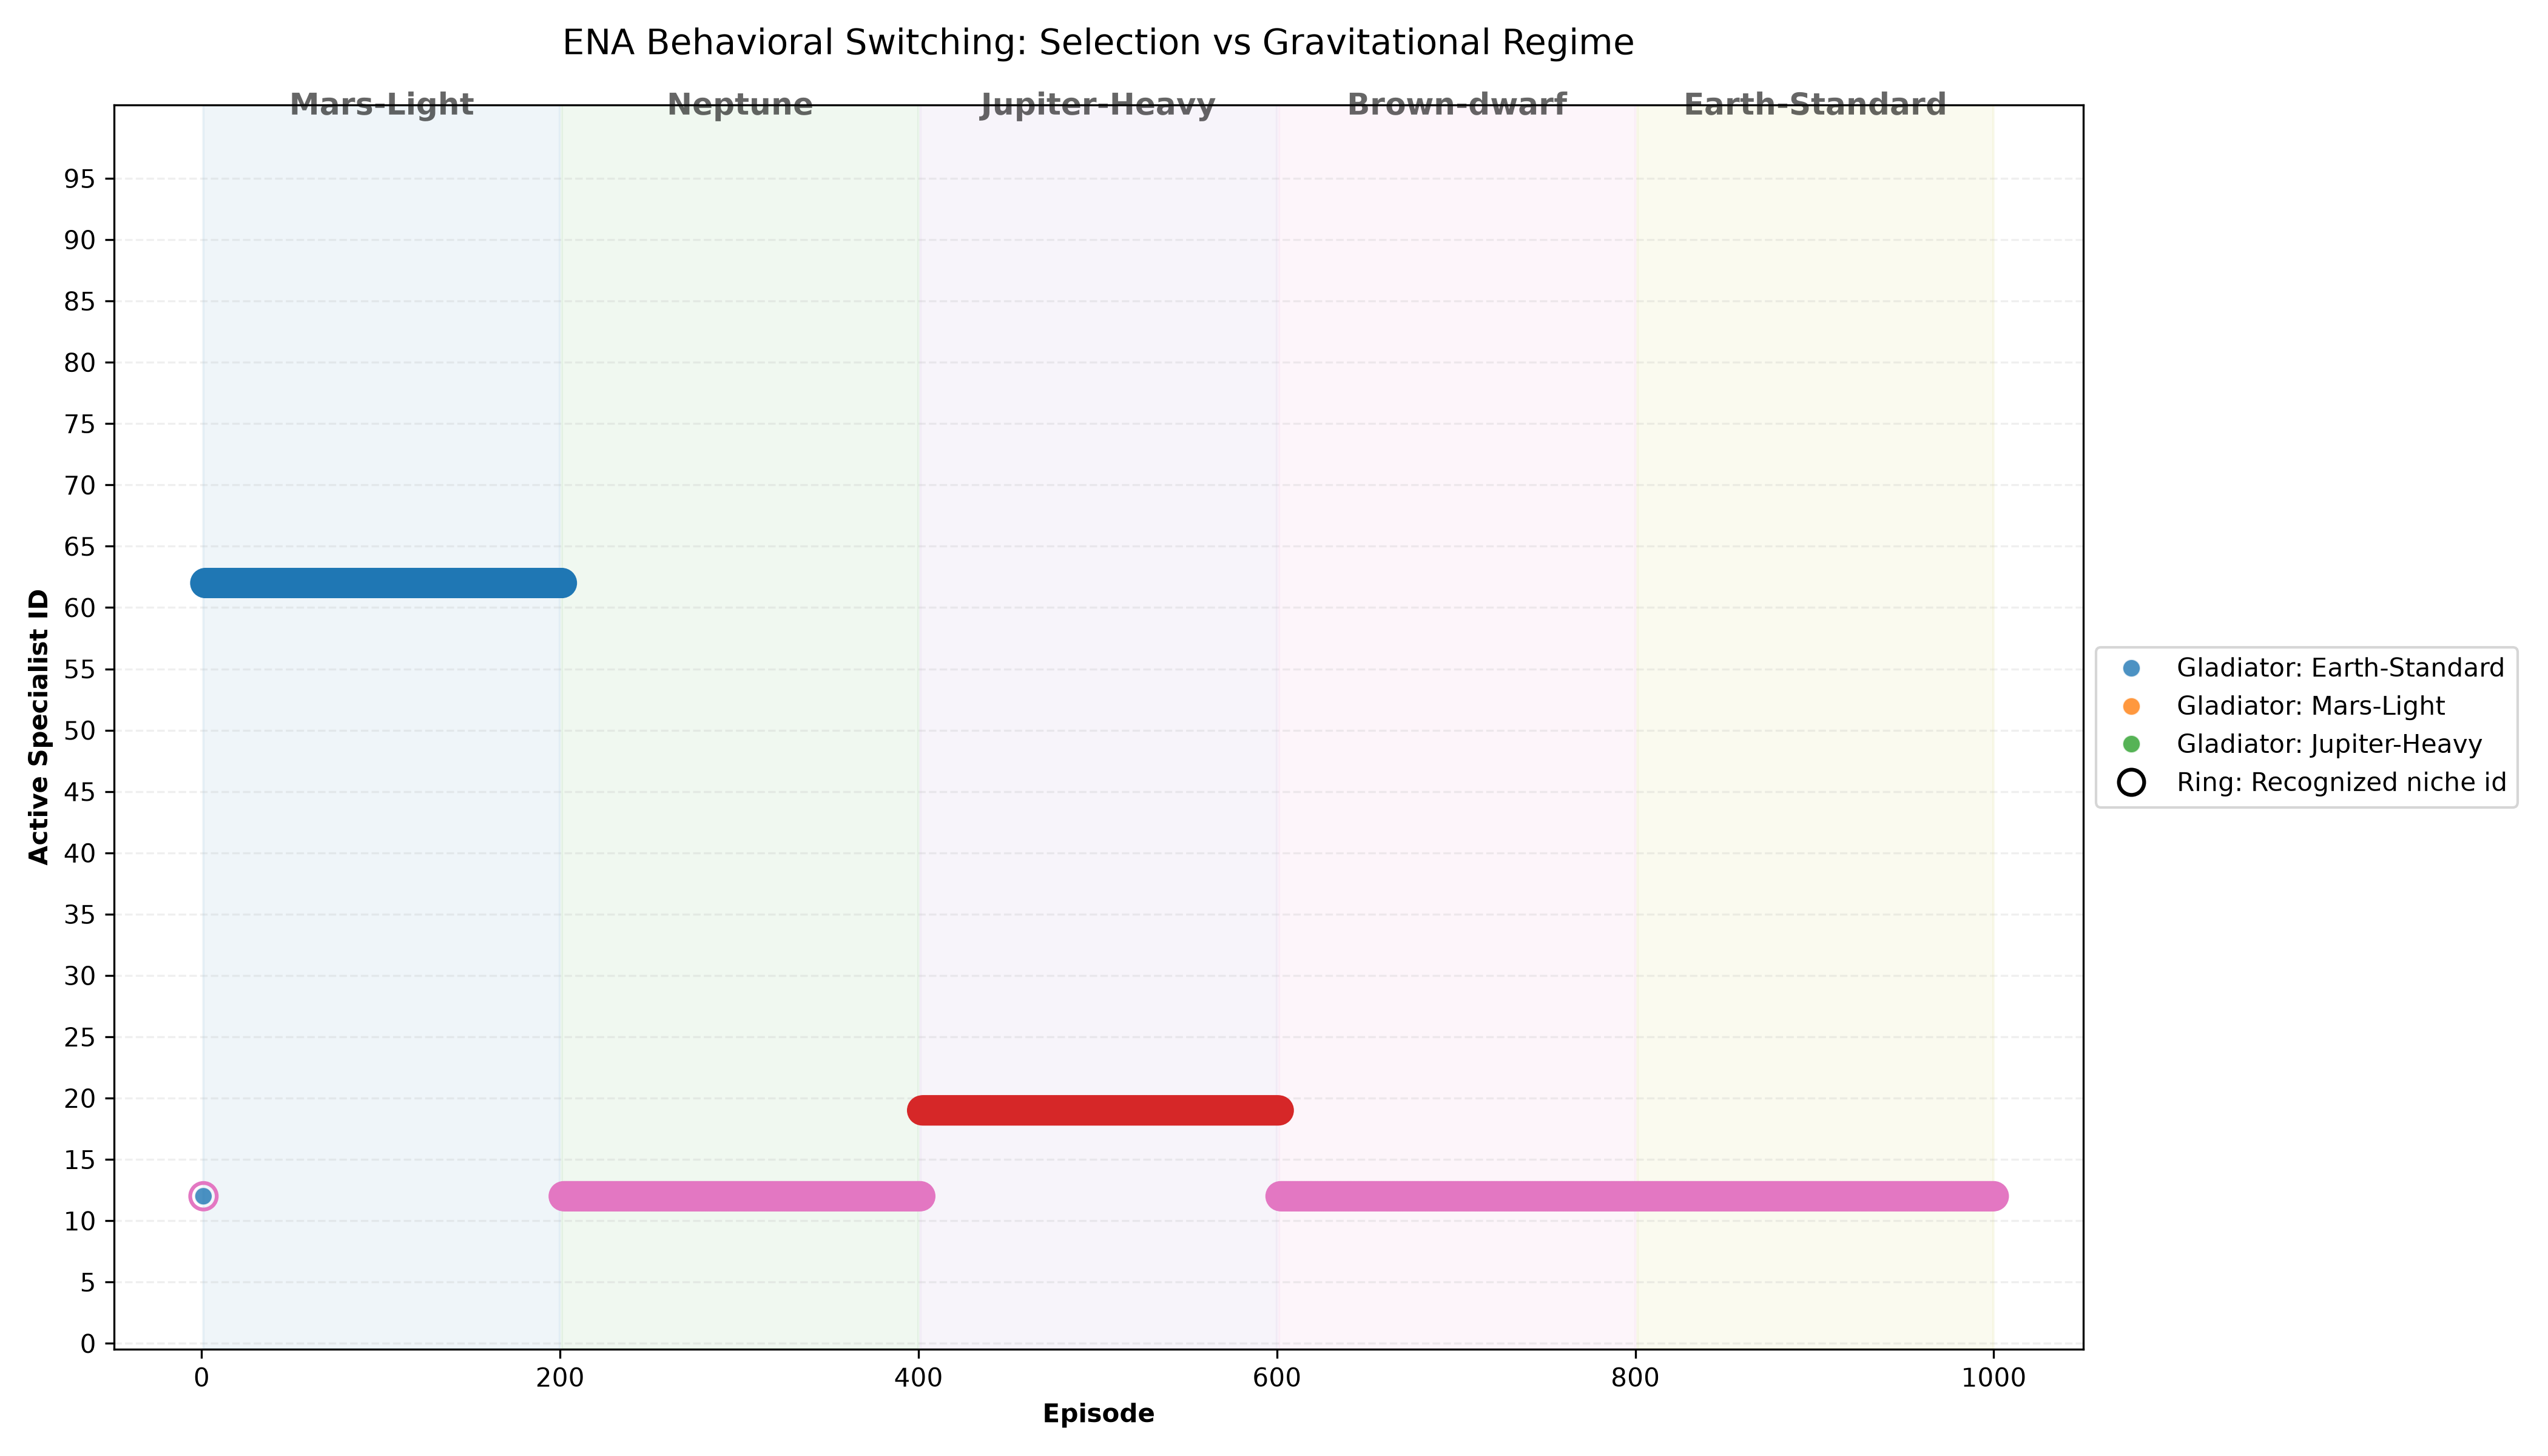 ENA Behavioral Switching: Selection vs Gravitational Regime
Mars-Light Neptune Jupiter-Heavy Brown-dwarf Earth-Standard
95
90
85
80
75
70
65
60
55
50
45
40
35
30
25
20
15
10
5
0
Active Specialist ID
0 200 400 600 800 1000
Episode
Gladiator: Earth-Standard
Gladiator: Mars-Light
Gladiator: Jupiter-Heavy
Ring: Recognized niche id